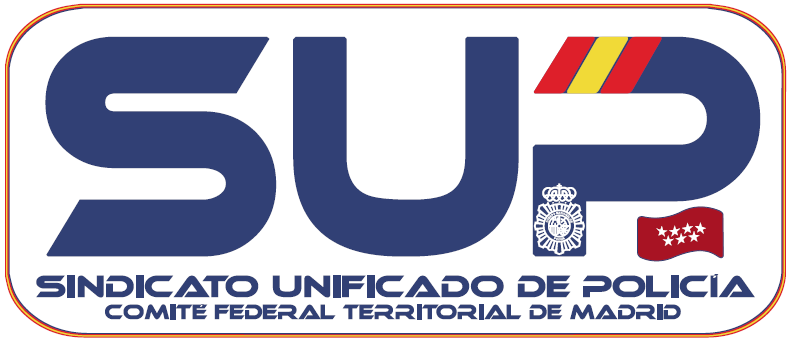 SUP
SINDICATO UNIFICADO DE POLICÍA
COMITÉ FEDERAL TERRITORIAL DE MADRID